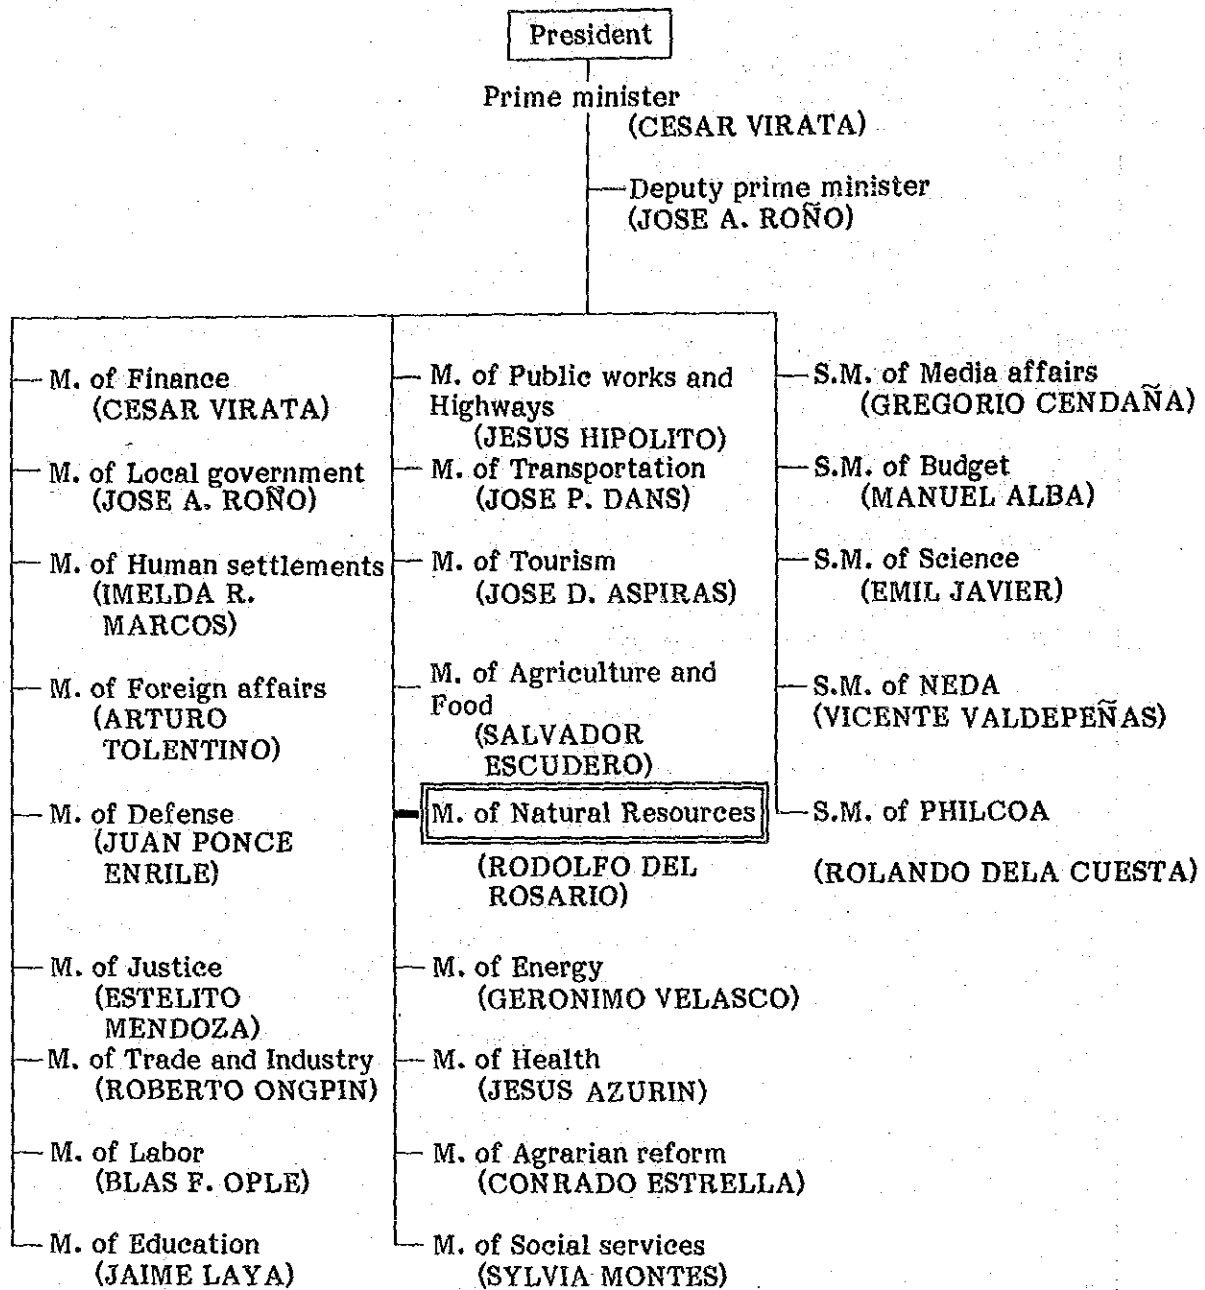 President
Prime minister
(CESAR VIRATA)
Deputy prime minister
(JOSE A. ROÑO)
M. of Finance
(CESAR VIRATA)
M. of Local government
(JOSE A. ROÑO)
M. of Human settlements
(IMELDA R.
MARCOS)
M. of Foreign affairs
(ARTURO
TOLENTINO)
M. of Defense
(JUAN PONCE
ENRILE)
M. of Justice
(ESTELITO
MENDOZA)
M. of Trade and Industry
(ROBERTO ONGPIN)
M. of Labor
(BLAS F. OPLE)
M. of Education
(JAIME LAYA)
M. of Public works and
Highways
(JESUS HIPOLITO)
M. of Transportation
(JOSE P. DANS)
M. of Tourism
(JOSE D. ASPIRAS)
M. of Agriculture and
Food
(SALVADOR
ESCUDERO)
M. of Natural Resources
(RODOLFO DEL
ROSARIO)
M. of Energy
(GERONIMO VELASCO)
M. of Health
(JESUS AZURIN)
M. of Agrarian reform
(CONRADO ESTRELLA)
M. of Social services
(SYLVIA MONTES)
S.M. of Media affairs
(GREGORIO CENDAÑA)
S.M. of Budget
(MANUEL ALBA)
S.M. of Science
(EMIL JAVIER)
S.M. of NEDA
(VICENTE VALDEPEÑAS)
S.M. of PHILCOA
(ROLANDO DELA CUESTA)